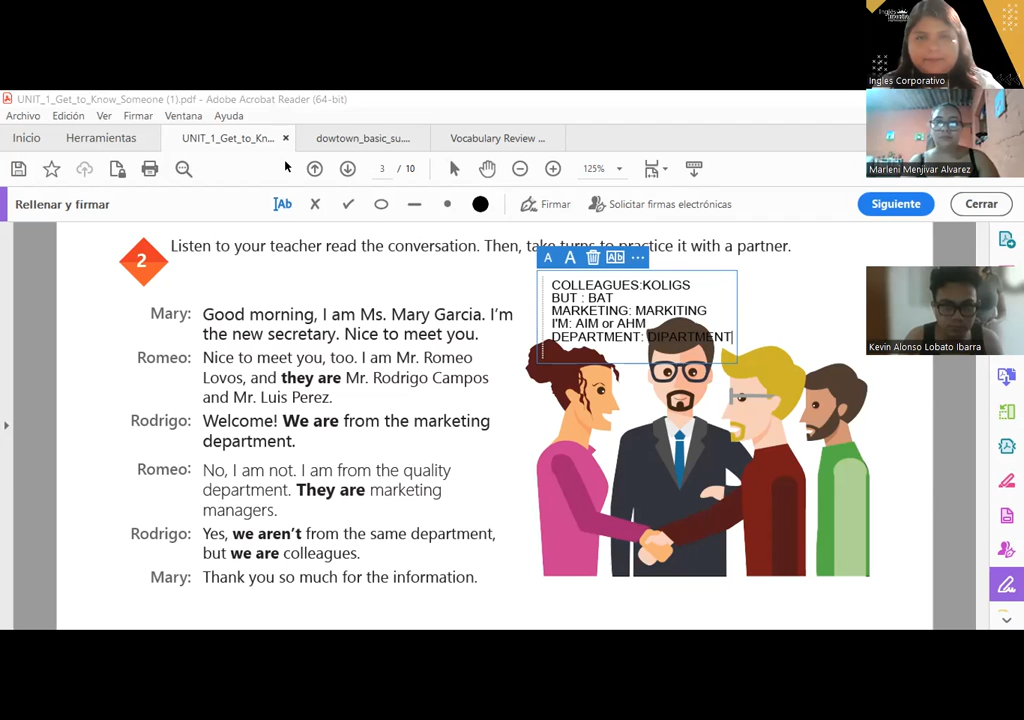 Inglés Corporativo
UNIT_1_Get_to_Know_Someone (1).pdf - Adobe Acrobat Reader (64-bit)
Archivo Edición Ver Firmar Ventana Ayuda
Inicio Herramientas UNIT_1_Get_to_Kn... × dowtown_basic_su.... Vocabulary Review ...
3 / 10 125%
Marleni Menjivar Alvarez
Rellenar y firmar Ab Firmar Solicitar firmas electrónicas Siguiente Cerrar
2 Listen to your teacher read the conversation. Then, take turns to practice it with a partner.
A A Ab ...
COLLEAGUES:KOLIGS
BUT : BAT
MARKETING: MARKITING
I'M: AIM or AHM
DEPARTMENT: DIPARTMENT
Kevin Alonso Lobato Ibarra
Mary: Good morning, I am Ms. Mary Garcia. I'm
the new secretary. Nice to meet you.
Romeo: Nice to meet you, too. I am Mr. Romeo
Lovos, and they are Mr. Rodrigo Campos
and Mr. Luis Perez.
Rodrigo: Welcome! We are from the marketing
department.
Romeo: No, I am not. I am from the quality
department. They are marketing
managers.
Rodrigo: Yes, we aren't from the same department,
but we are colleagues.
Mary: Thank you so much for the information.